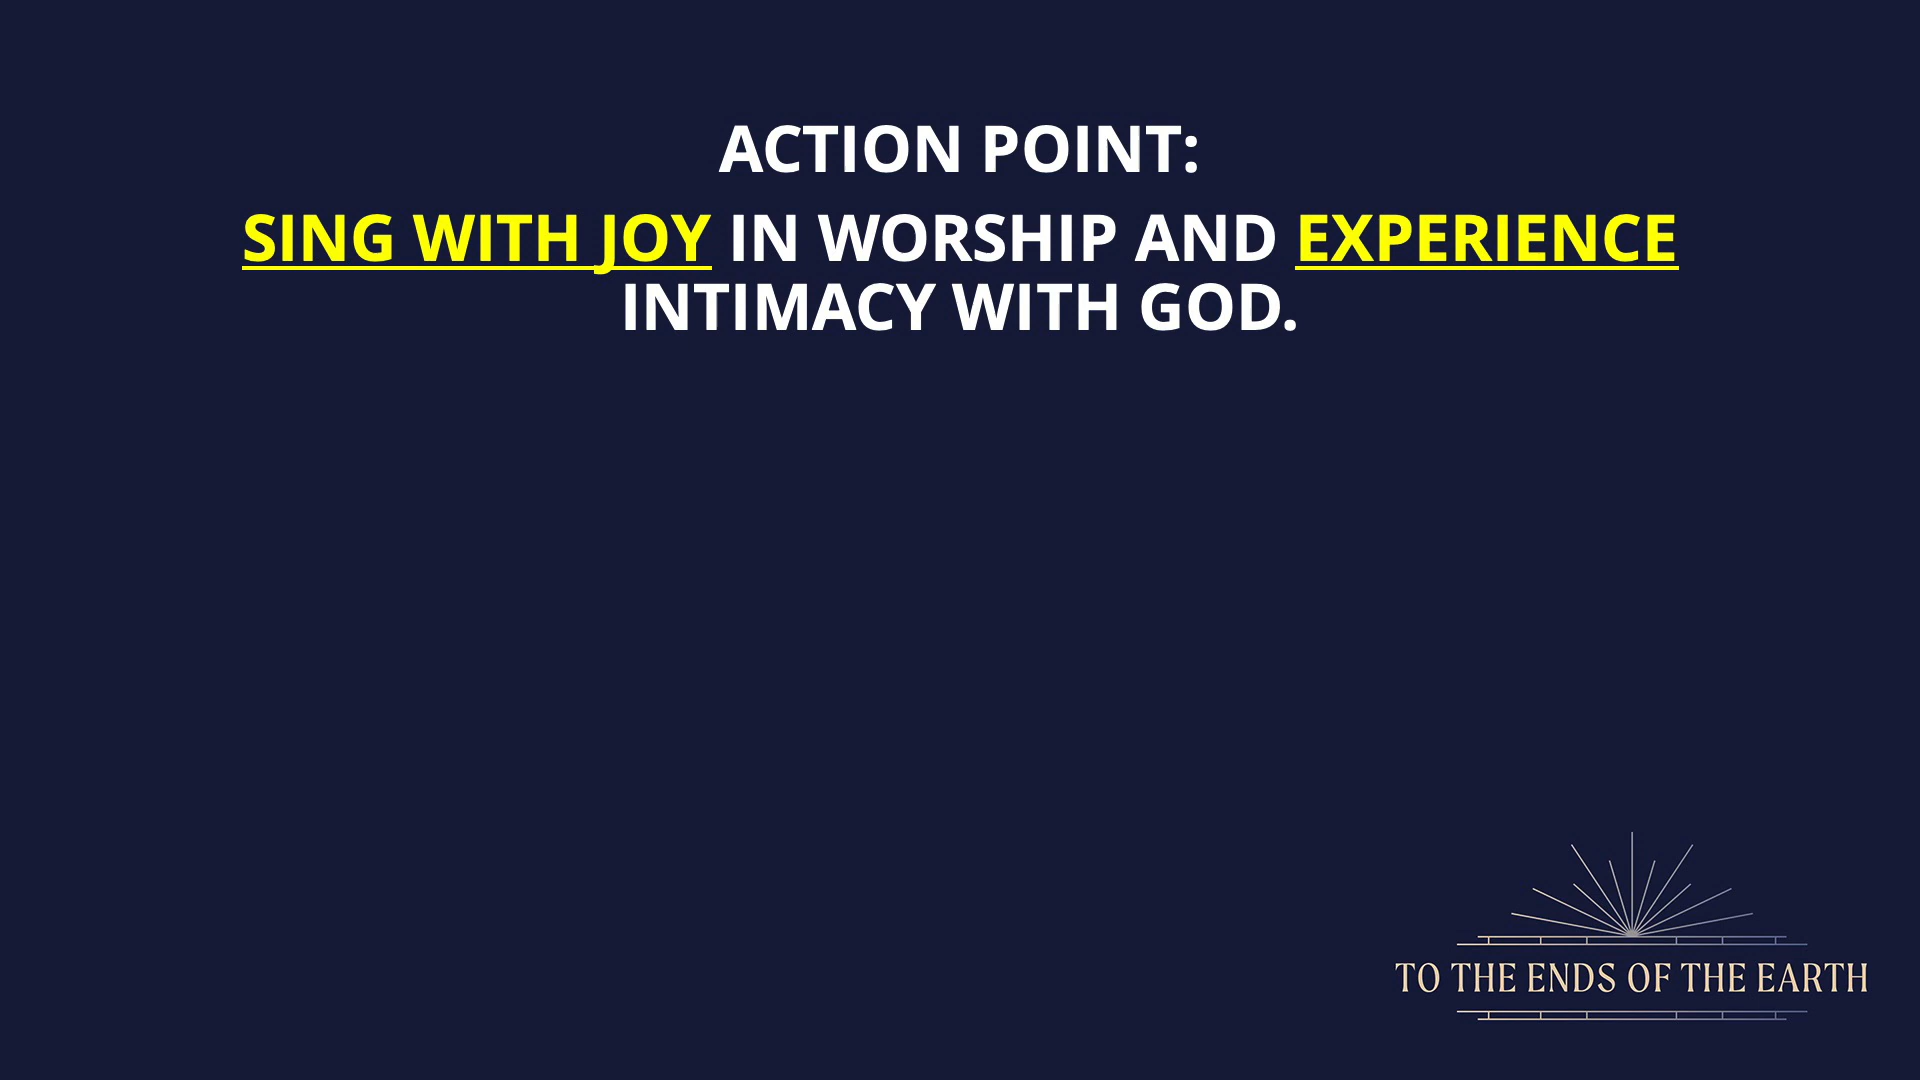 ACTION POINT:
SING WITH JOY IN WORSHIP AND EXPERIENCE
INTIMACY WITH GOD.
TO THE ENDS OF THE EARTH